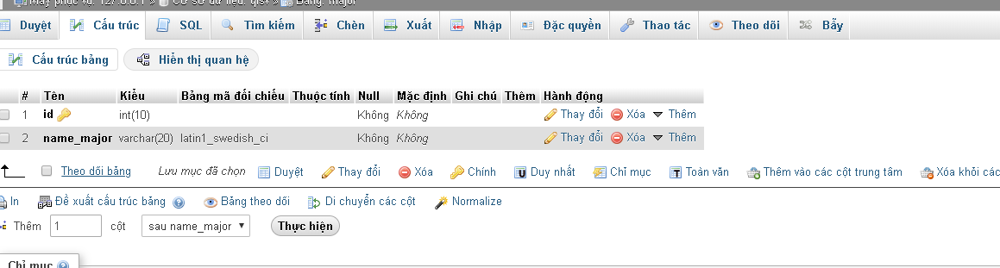 Máy phục vụ: 127.0.0.1 » Cơ sở dữ liệu: qlsv » Bảng: major
Duyệt Cấu trúc SQL Tìm kiếm Chèn Xuất Nhập Đặc quyền Thao tác Theo dõi Bẫy
Cấu trúc bảng Hiển thị quan hệ
# Tên Kiểu Bảng mã đối chiếu Thuộc tính Null Mặc định Ghi chú Thêm Hành động
1 id int(10) Không Không Thay đổi Xóa Thêm
2 name_major varchar(20) latin1_swedish_ci Không Không Thay đổi Xóa Thêm
Theo dõi bảng Lưu mục đã chọn Duyệt Thay đổi Xóa Chính Duy nhất Chỉ mục Toàn văn Thêm vào các cột trung tâm Xóa khỏi các
In Đề xuất cấu trúc bảng Bảng theo dõi Di chuyển các cột Normalize
Thêm 1 cột sau name_major Thực hiện
Chỉ mục